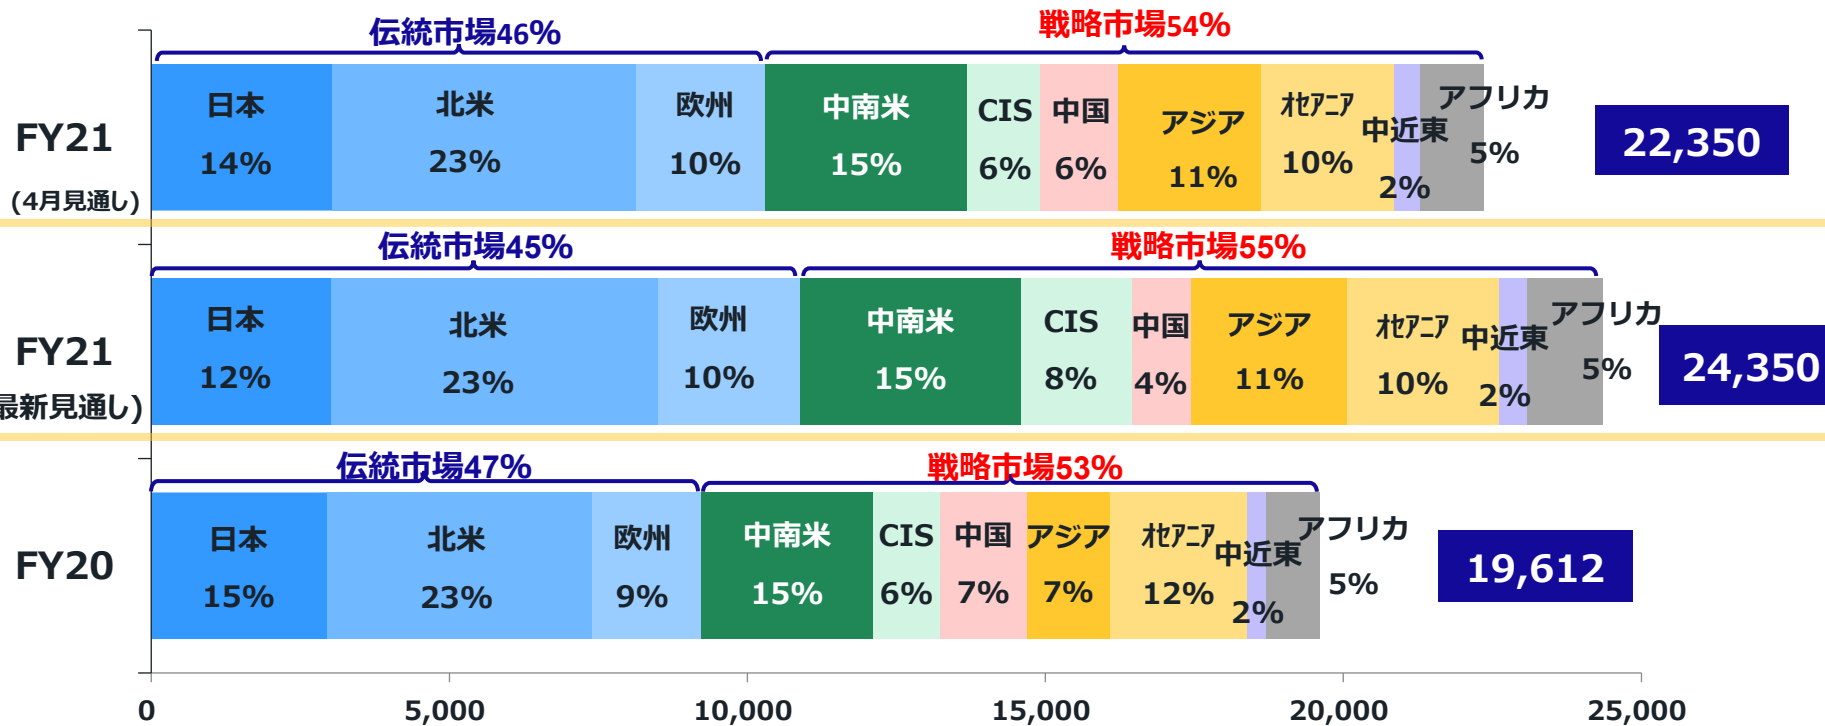 伝統市場46%
戦略市場54%
FY21
(4月見通し)
日本 北米 欧州 中南米 CIS 中国 アジア ｵｾｱﾆｱ 中近東 アフリカ
14% 23% 10% 15% 6% 6% 11% 10% 2% 5%
22,350
伝統市場45%
戦略市場55%
FY21
最新見通し)
日本 北米 欧州 中南米 CIS 中国 アジア ｵｾｱﾆｱ 中近東 アフリカ
12% 23% 10% 15% 8% 4% 11% 10% 2% 5%
24,350
伝統市場47%
戦略市場53%
FY20
日本 北米 欧州 中南米 CIS 中国 アジア ｵｾｱﾆｱ 中近東 アフリカ
15% 23% 9% 15% 6% 7% 7% 12% 2% 5%
19,612
0 5,000 10,000 15,000 20,000 25,000